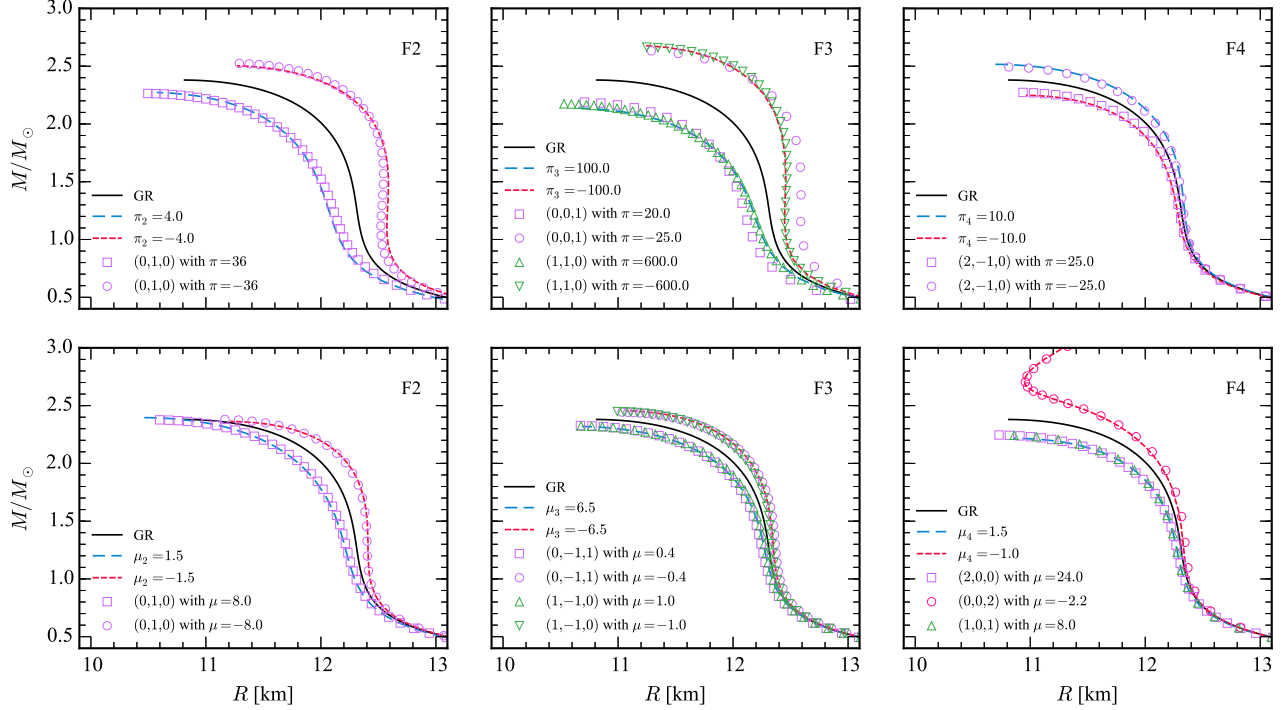 3.0
2.5
2.0
1.5
1.0
0.5
M/M⊙
F2
GR
π₂ = 4.0
π₂ = −4.0
(0,1,0) with π = 36
(0,1,0) with π = −36
F3
GR
π₃ = 100.0
π₃ = −100.0
(0,0,1) with π = 20.0
(0,0,1) with π = −25.0
(1,1,0) with π = 600.0
(1,1,0) with π = −600.0
F4
GR
π₄ = 10.0
π₄ = −10.0
(2,−1,0) with π = 25.0
(2,−1,0) with π = −25.0
3.0
2.5
2.0
1.5
1.0
0.5
M/M⊙
F2
GR
μ₂ = 1.5
μ₂ = −1.5
(0,1,0) with μ = 8.0
(0,1,0) with μ = −8.0
10 11 12 13
R [km]
F3
GR
μ₃ = 6.5
μ₃ = −6.5
(0,−1,1) with μ = 0.4
(0,−1,1) with μ = −0.4
(1,−1,0) with μ = 1.0
(1,−1,0) with μ = −1.0
10 11 12 13
R [km]
F4
GR
μ₄ = 1.5
μ₄ = −1.0
(2.0,0) with μ = 24.0
(0,0,2) with μ = −2.2
(1,0,1) with μ = 8.0
10 11 12 13
R [km]